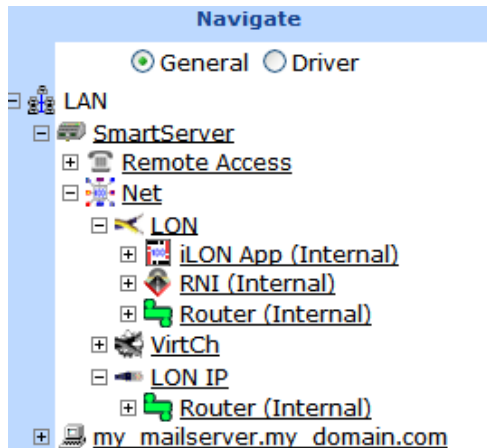 Navigate
General Driver
LAN
SmartServer
Remote Access
Net
LON
iLON App (Internal)
RNI (Internal)
Router (Internal)
VirtCh
LON IP
Router (Internal)
my_mailserver.my_domain.com